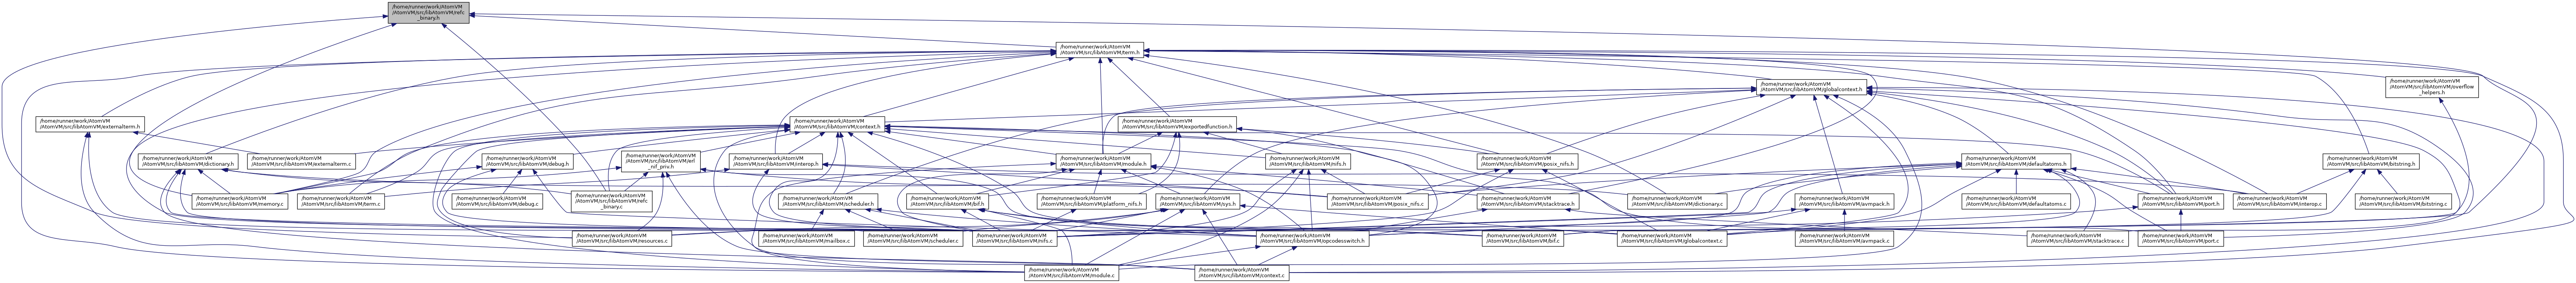 /home/runner/work/AtomVM
/AtomVM/src/libAtomVM/refc
_binary.h
/home/runner/work/AtomVM
/AtomVM/src/libAtomVM/term.h
/home/runner/work/AtomVM
/AtomVM/src/libAtomVM/globalcontext.h
/home/runner/work/AtomVM
/AtomVM/src/libAtomVM/overflow
_helpers.h
/home/runner/work/AtomVM
/AtomVM/src/libAtomVM/externalterm.h
/home/runner/work/AtomVM
/AtomVM/src/libAtomVM/context.h
/home/runner/work/AtomVM
/AtomVM/src/libAtomVM/exportedfunction.h
/home/runner/work/AtomVM
/AtomVM/src/libAtomVM/dictionary.h
/home/runner/work/AtomVM
/AtomVM/src/libAtomVM/externalterm.c
/home/runner/work/AtomVM
/AtomVM/src/libAtomVM/debug.h
/home/runner/work/AtomVM
/AtomVM/src/libAtomVM/erl
_nif_priv.h
/home/runner/work/AtomVM
/AtomVM/src/libAtomVM/interop.h
/home/runner/work/AtomVM
/AtomVM/src/libAtomVM/module.h
/home/runner/work/AtomVM
/AtomVM/src/libAtomVM/nifs.h
/home/runner/work/AtomVM
/AtomVM/src/libAtomVM/posix_nifs.h
/home/runner/work/AtomVM
/AtomVM/src/libAtomVM/defaultatoms.h
/home/runner/work/AtomVM
/AtomVM/src/libAtomVM/bitstring.h
/home/runner/work/AtomVM
/AtomVM/src/libAtomVM/memory.c
/home/runner/work/AtomVM
/AtomVM/src/libAtomVM/term.c
/home/runner/work/AtomVM
/AtomVM/src/libAtomVM/debug.c
/home/runner/work/AtomVM
/AtomVM/src/libAtomVM/refc
_binary.c
/home/runner/work/AtomVM
/AtomVM/src/libAtomVM/scheduler.h
/home/runner/work/AtomVM
/AtomVM/src/libAtomVM/bif.h
/home/runner/work/AtomVM
/AtomVM/src/libAtomVM/platform_nifs.h
/home/runner/work/AtomVM
/AtomVM/src/libAtomVM/sys.h
/home/runner/work/AtomVM
/AtomVM/src/libAtomVM/posix_nifs.c
/home/runner/work/AtomVM
/AtomVM/src/libAtomVM/stacktrace.h
/home/runner/work/AtomVM
/AtomVM/src/libAtomVM/dictionary.c
/home/runner/work/AtomVM
/AtomVM/src/libAtomVM/avmpack.h
/home/runner/work/AtomVM
/AtomVM/src/libAtomVM/defaultatoms.c
/home/runner/work/AtomVM
/AtomVM/src/libAtomVM/port.h
/home/runner/work/AtomVM
/AtomVM/src/libAtomVM/interop.c
/home/runner/work/AtomVM
/AtomVM/src/libAtomVM/bitstring.c
/home/runner/work/AtomVM
/AtomVM/src/libAtomVM/resources.c
/home/runner/work/AtomVM
/AtomVM/src/libAtomVM/mailbox.c
/home/runner/work/AtomVM
/AtomVM/src/libAtomVM/scheduler.c
/home/runner/work/AtomVM
/AtomVM/src/libAtomVM/nifs.c
/home/runner/work/AtomVM
/AtomVM/src/libAtomVM/opcodesswitch.h
/home/runner/work/AtomVM
/AtomVM/src/libAtomVM/bif.c
/home/runner/work/AtomVM
/AtomVM/src/libAtomVM/globalcontext.c
/home/runner/work/AtomVM
/AtomVM/src/libAtomVM/avmpack.c
/home/runner/work/AtomVM
/AtomVM/src/libAtomVM/stacktrace.c
/home/runner/work/AtomVM
/AtomVM/src/libAtomVM/port.c
/home/runner/work/AtomVM
/AtomVM/src/libAtomVM/module.c
/home/runner/work/AtomVM
/AtomVM/src/libAtomVM/context.c